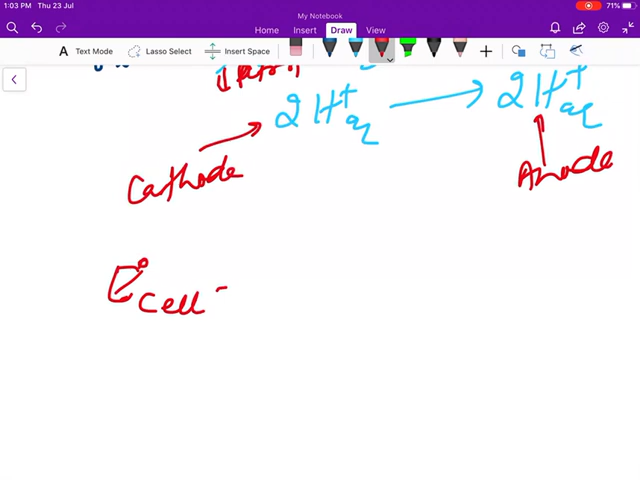 1:03 PM Thu 23 Jul 71%
My Notebook
Home Insert Draw View
A Text Mode Lasso Select Insert Space
2H⁺aq → 2H⁺aq
Cathode Anode
E°cell -